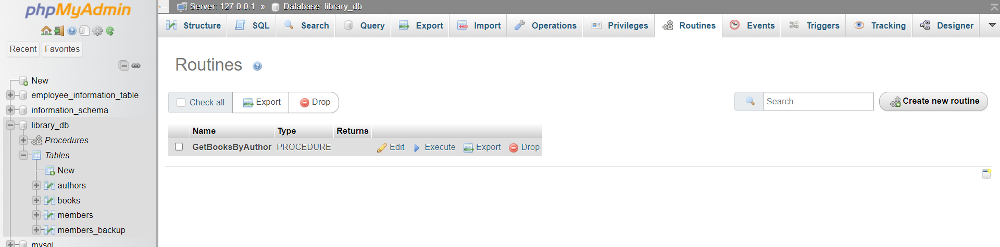 phpMyAdmin
Recent Favorites
New
employee_information_table
information_schema
library_db
Procedures
Tables
New
authors
books
members
members_backup
mysql
← Server: 127.0.0.1 » Database: library_db
Structure SQL Search Query Export Import Operations Privileges Routines Events Triggers Tracking Designer
Routines
Check all Export Drop
Search Create new routine
Name Type Returns
GetBooksByAuthor PROCEDURE Edit Execute Export Drop